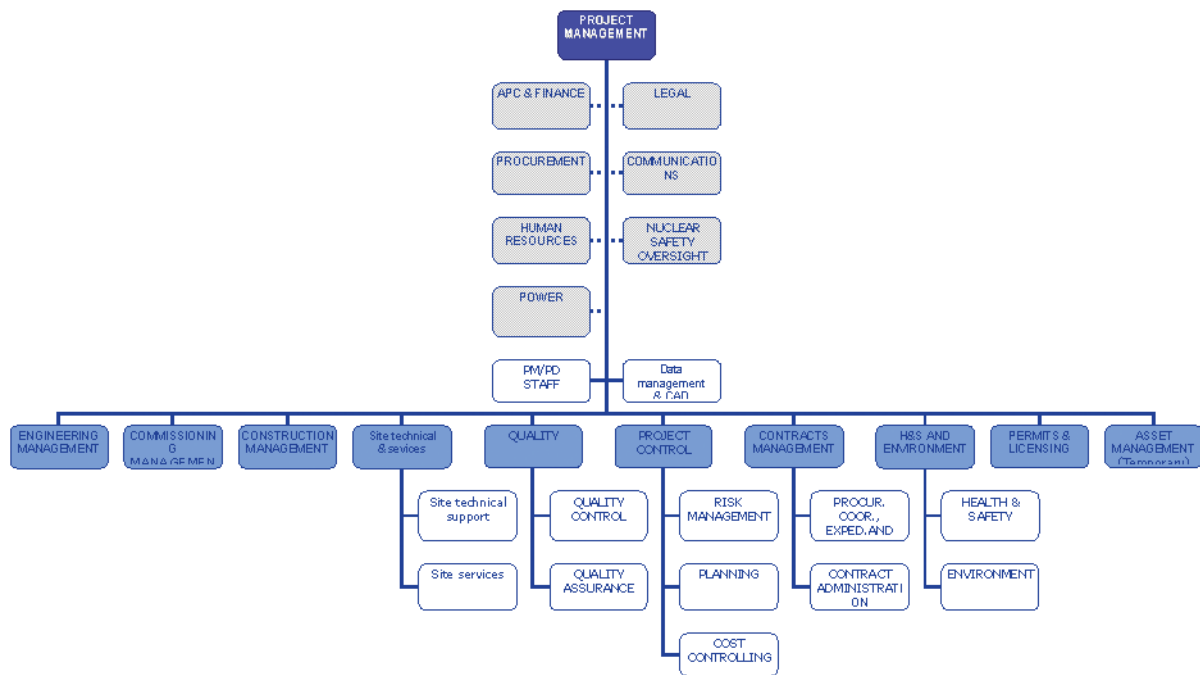 PROJECT
MANAGEMENT
APC & FINANCE
LEGAL
PROCUREMENT
COMMUNICATIO
NS
HUMAN
RESOURCES
NUCLEAR
SAFETY
OVERSIGHT
POWER
PM/PD
STAFF
Data
management
& CAD
ENGINEERING
MANAGEMENT
COMMISSIONIN
G
MANAGEMEN
CONSTRUCTION
MANAGEMENT
Site technical
& sevices
QUALITY
PROJECT
CONTROL
CONTRACTS
MANAGEMENT
H&S AND
ENVIRONMENT
PERMITS &
LICENSING
ASSET
MANAGEMENT
(Temporary)
Site technical
support
QUALITY
CONTROL
RISK
MANAGEMENT
PROCUR.
COOR.,
EXPED.AND
HEALTH &
SAFETY
Site services
QUALITY
ASSURANCE
PLANNING
CONTRACT
ADMINISTRATI
ON
ENVIRONMENT
COST
CONTROLLING